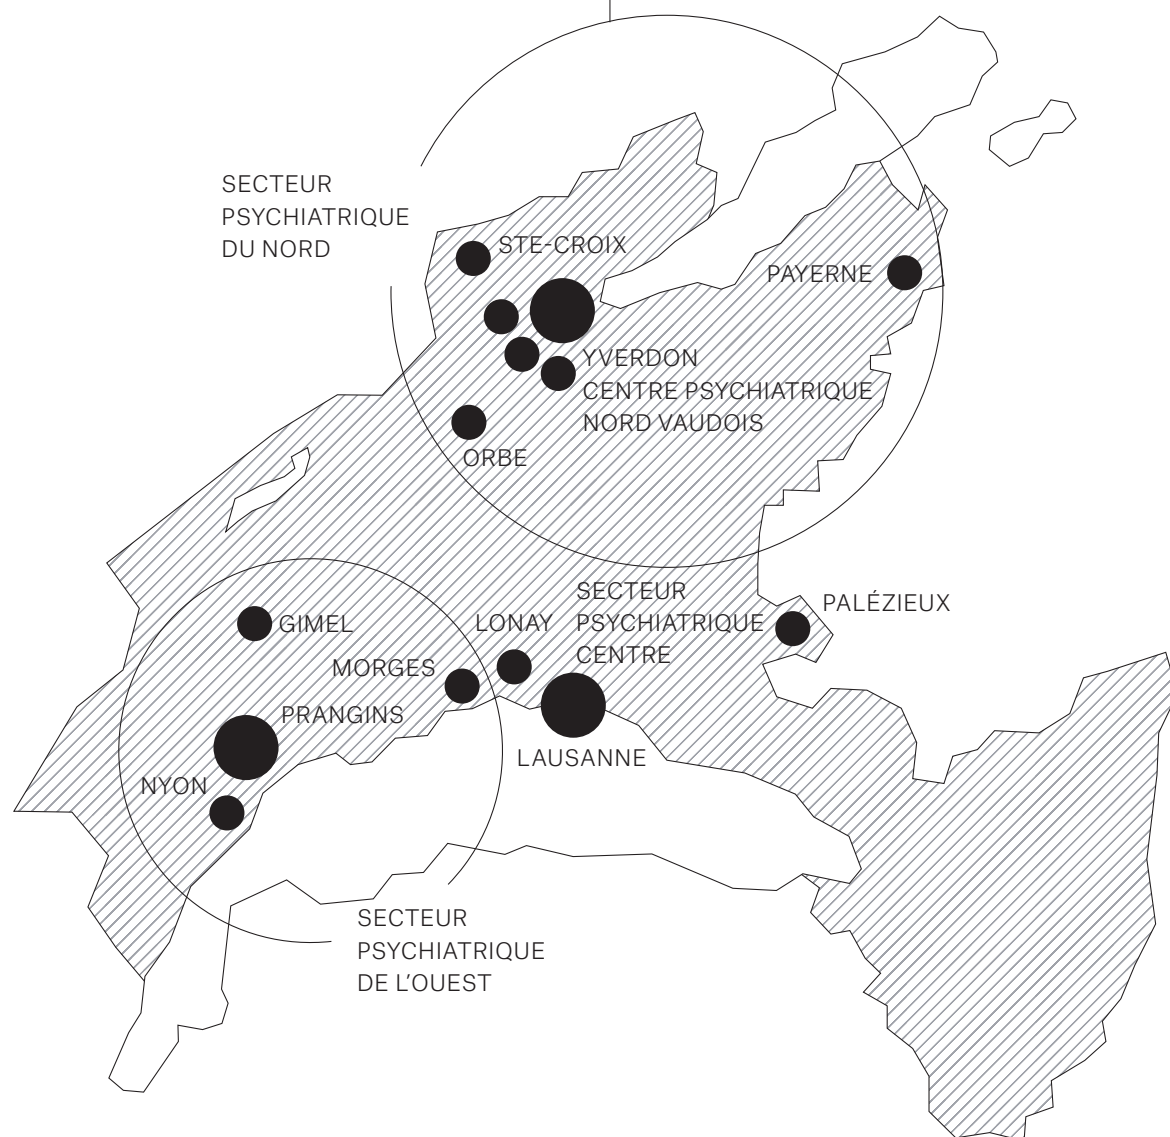 SECTEUR
PSYCHIATRIQUE
DU NORD
STE-CROIX
PAYERNE
YVERDON
CENTRE PSYCHIATRIQUE
NORD VAUDOIS
ORBE
SECTEUR
PSYCHIATRIQUE
CENTRE
PALÉZIEUX
GIMEL
LONAY
MORGES
PRANGINS
LAUSANNE
NYON
SECTEUR
PSYCHIATRIQUE
DE L'OUEST